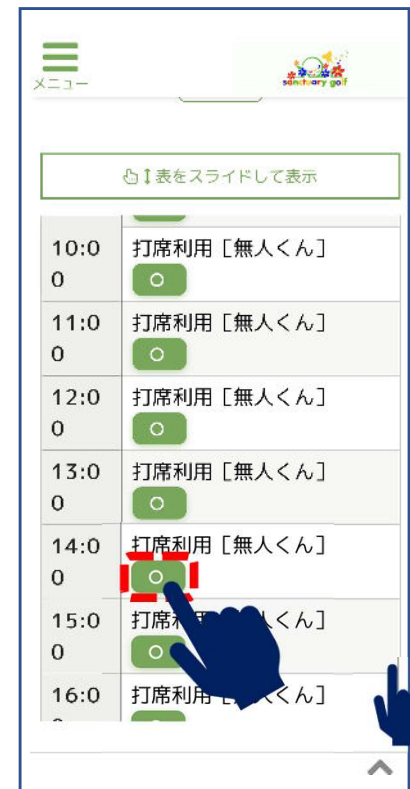 メニュー
sanctuary golf
表をスライドして表示
10:0
0
打席利用［無人くん］
○
11:0
0
打席利用［無人くん］
○
12:0
0
打席利用［無人くん］
○
13:0
0
打席利用［無人くん］
○
14:0
0
打席利用［無人くん］
○
15:0
0
打席利
くん］
○
16:0
打席利用
くん］